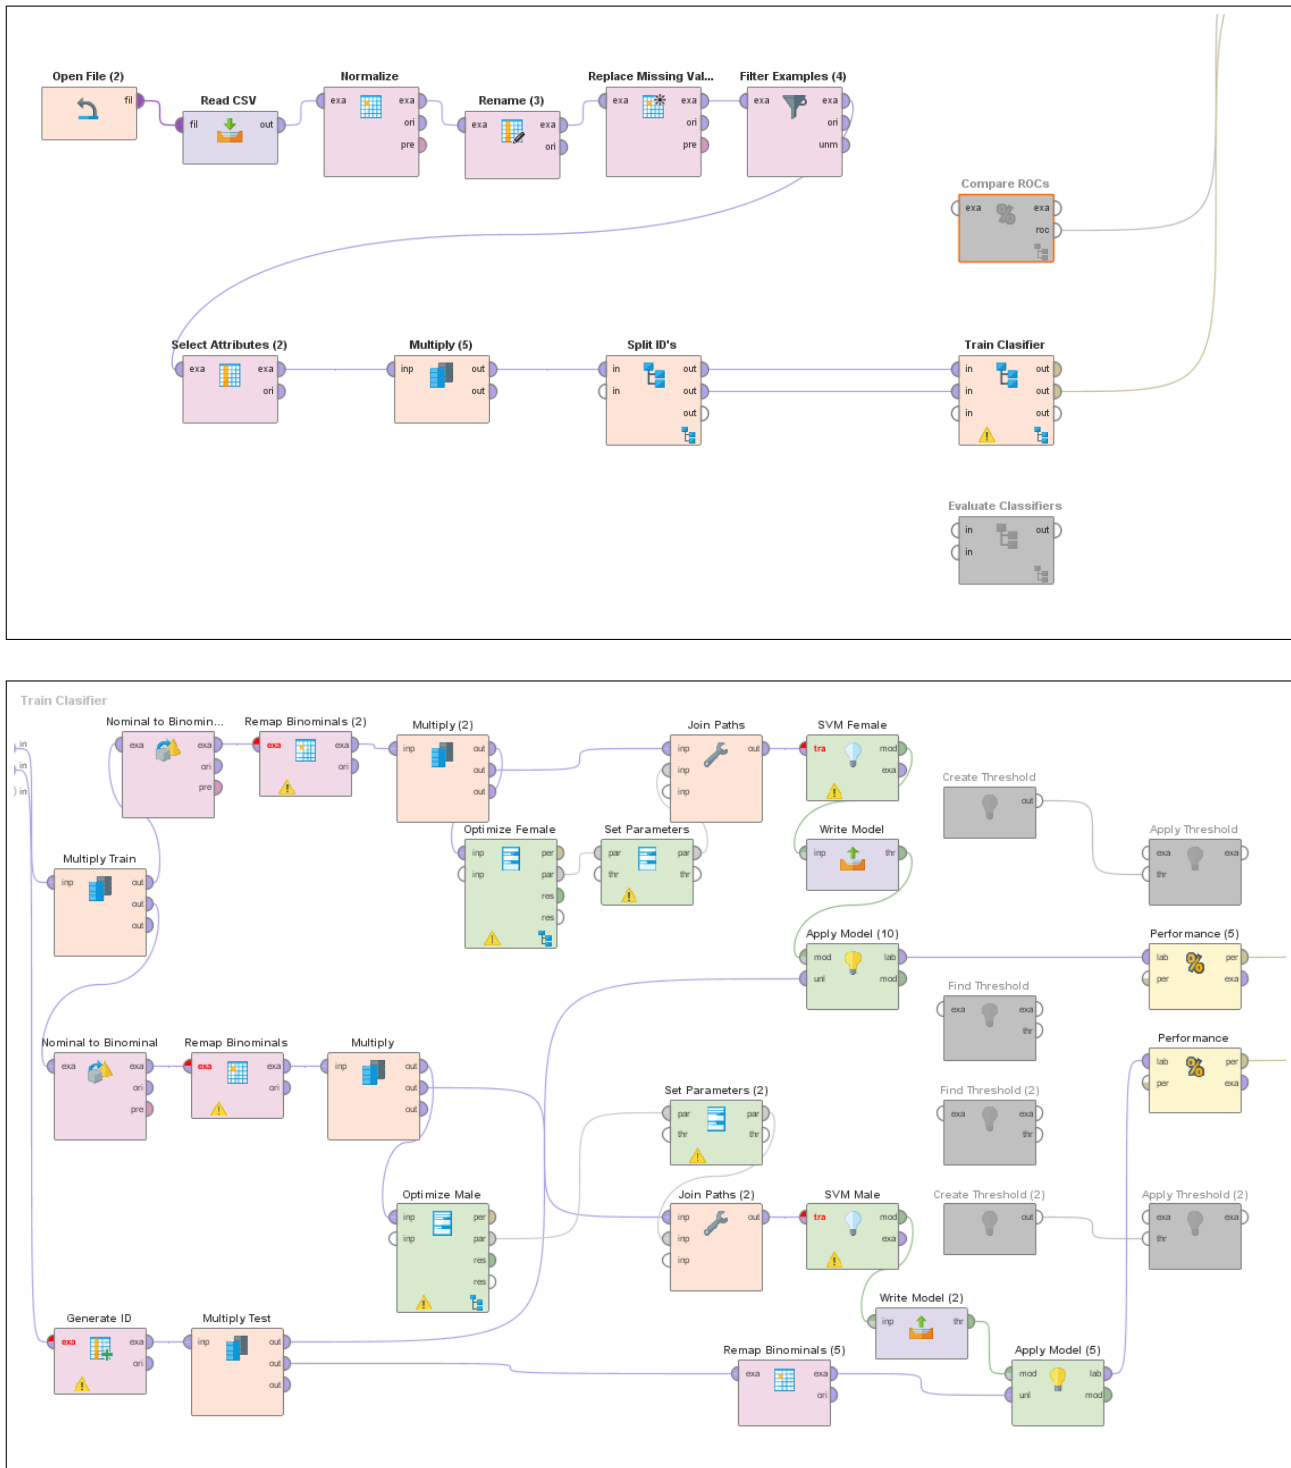 Open File (2)
fil
Read CSV
fil out
Normalize
exa exa
ori
pre
Rename (3)
exa exa
ori
Replace Missing Val...
exa exa
ori
pre
Filter Examples (4)
exa exa
ori
unm
Compare ROCs
exa exa
roc
Select Attributes (2)
exa exa
ori
Multiply (5)
inp out
out
Split ID's
in out
in out
out
Train Clasifier
in out
in out
in out
Evaluate Classifiers
in out
in
Train Clasifier
in
in
in
Nominal to Binomin...
exa exa
ori
pre
Remap Binominals (2)
exa exa
ori
Multiply (2)
inp out
out
out
Join Paths
inp out
inp
inp
SVM Female
tra mod
exa
Create Threshold
out
Apply Threshold
exa exa
thr
Optimize Female
inp per
inp par
res
res
Set Parameters
par par
thr thr
Write Model
inp thr
Multiply Train
inp out
out
out
Apply Model (10)
mod lab
unl mod
Performance (5)
lab per
per exa
Find Threshold
exa exa
thr
Nominal to Binominal
exa exa
ori
pre
Remap Binominals
exa exa
ori
Multiply
inp out
out
out
Performance
lab per
per exa
Set Parameters (2)
par par
thr thr
Find Threshold (2)
exa exa
thr
Optimize Male
inp per
inp par
res
res
Join Paths (2)
inp out
inp
inp
SVM Male
tra mod
exa
Create Threshold (2)
out
Apply Threshold (2)
exa exa
thr
Write Model (2)
inp thr
Generate ID
exa exa
ori
Multiply Test
inp out
out
out
Remap Binominals (5)
exa exa
ori
Apply Model (5)
mod lab
unl mod